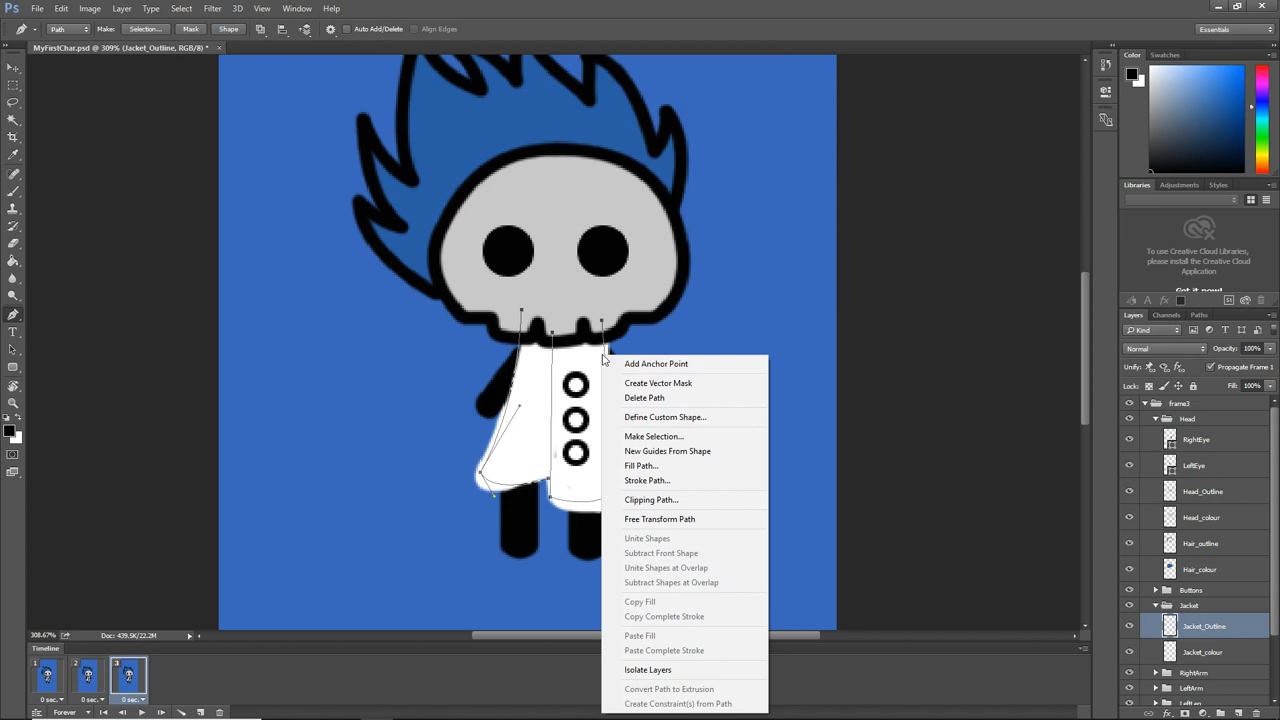 Ps File Edit Image Layer Type Select Filter 3D View Window Help
Path Make: Selection... Mask Shape Auto Add/Delete Align Edges Essentials
MyFirstChar.psd @ 309% (Jacket_Outline, RGB/8) * ×
Color Swatches
Libraries Adjustments Styles
To use Creative Cloud Libraries,
please install the Creative Cloud
Application
Get it now!
Layers Channels Paths
Kind
Normal Opacity: 100%
Unify: Propagate Frame 1
Lock: Fill: 100%
frame3
Head
RightEye
LeftEye
Head_Outline
Head_colour
Hair_outline
Hair_colour
Buttons
Jacket
Jacket_Outline
Jacket_colour
RightArm
LeftArm
LeftLeg
Add Anchor Point
Create Vector Mask
Delete Path
Define Custom Shape...
Make Selection...
New Guides From Shape
Fill Path...
Stroke Path...
Clipping Path...
Free Transform Path
Unite Shapes
Subtract Front Shape
Unite Shapes at Overlap
Subtract Shapes at Overlap
Copy Fill
Copy Complete Stroke
Paste Fill
Paste Complete Stroke
Isolate Layers
Convert Path to Extrusion
Create Constraint(s) from Path
308.67% Doc: 439.5K/22.2M
Timeline
1 2 3
0 sec. 0 sec. 0 sec.
Forever